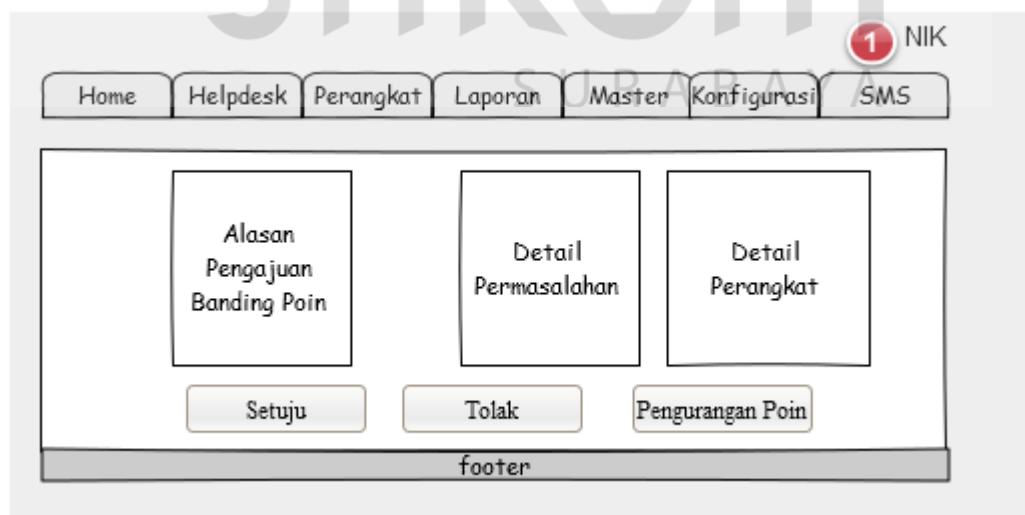 SURABAYA
1 NIK
Home Helpdesk Perangkat Laporan Master Konfigurasi SMS
Alasan
Pengajuan
Banding Poin
Detail
Permasalahan
Detail
Perangkat
Setuju Tolak Pengurangan Poin
footer